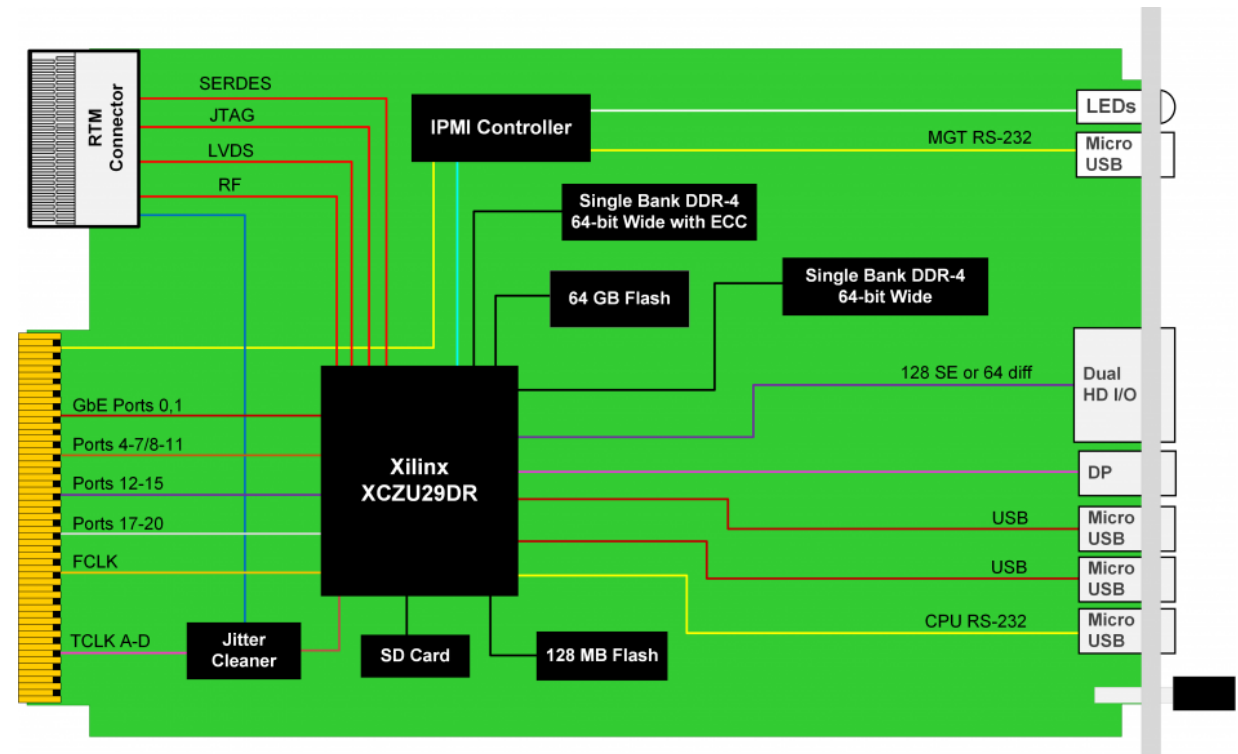 RTM
Connector
SERDES
JTAG
LVDS
RF
IPMI Controller
LEDs
MGT RS-232
Micro
USB
Single Bank DDR-4
64-bit Wide with ECC
64 GB Flash
Single Bank DDR-4
64-bit Wide
128 SE or 64 diff
Dual
HD I/O
GbE Ports 0,1
Ports 4-7/8-11
Ports 12-15
Ports 17-20
FCLK
TCLK A-D
Xilinx
XCZU29DR
DP
USB
Micro
USB
USB
Micro
USB
CPU RS-232
Micro
USB
Jitter
Cleaner
SD Card
128 MB Flash